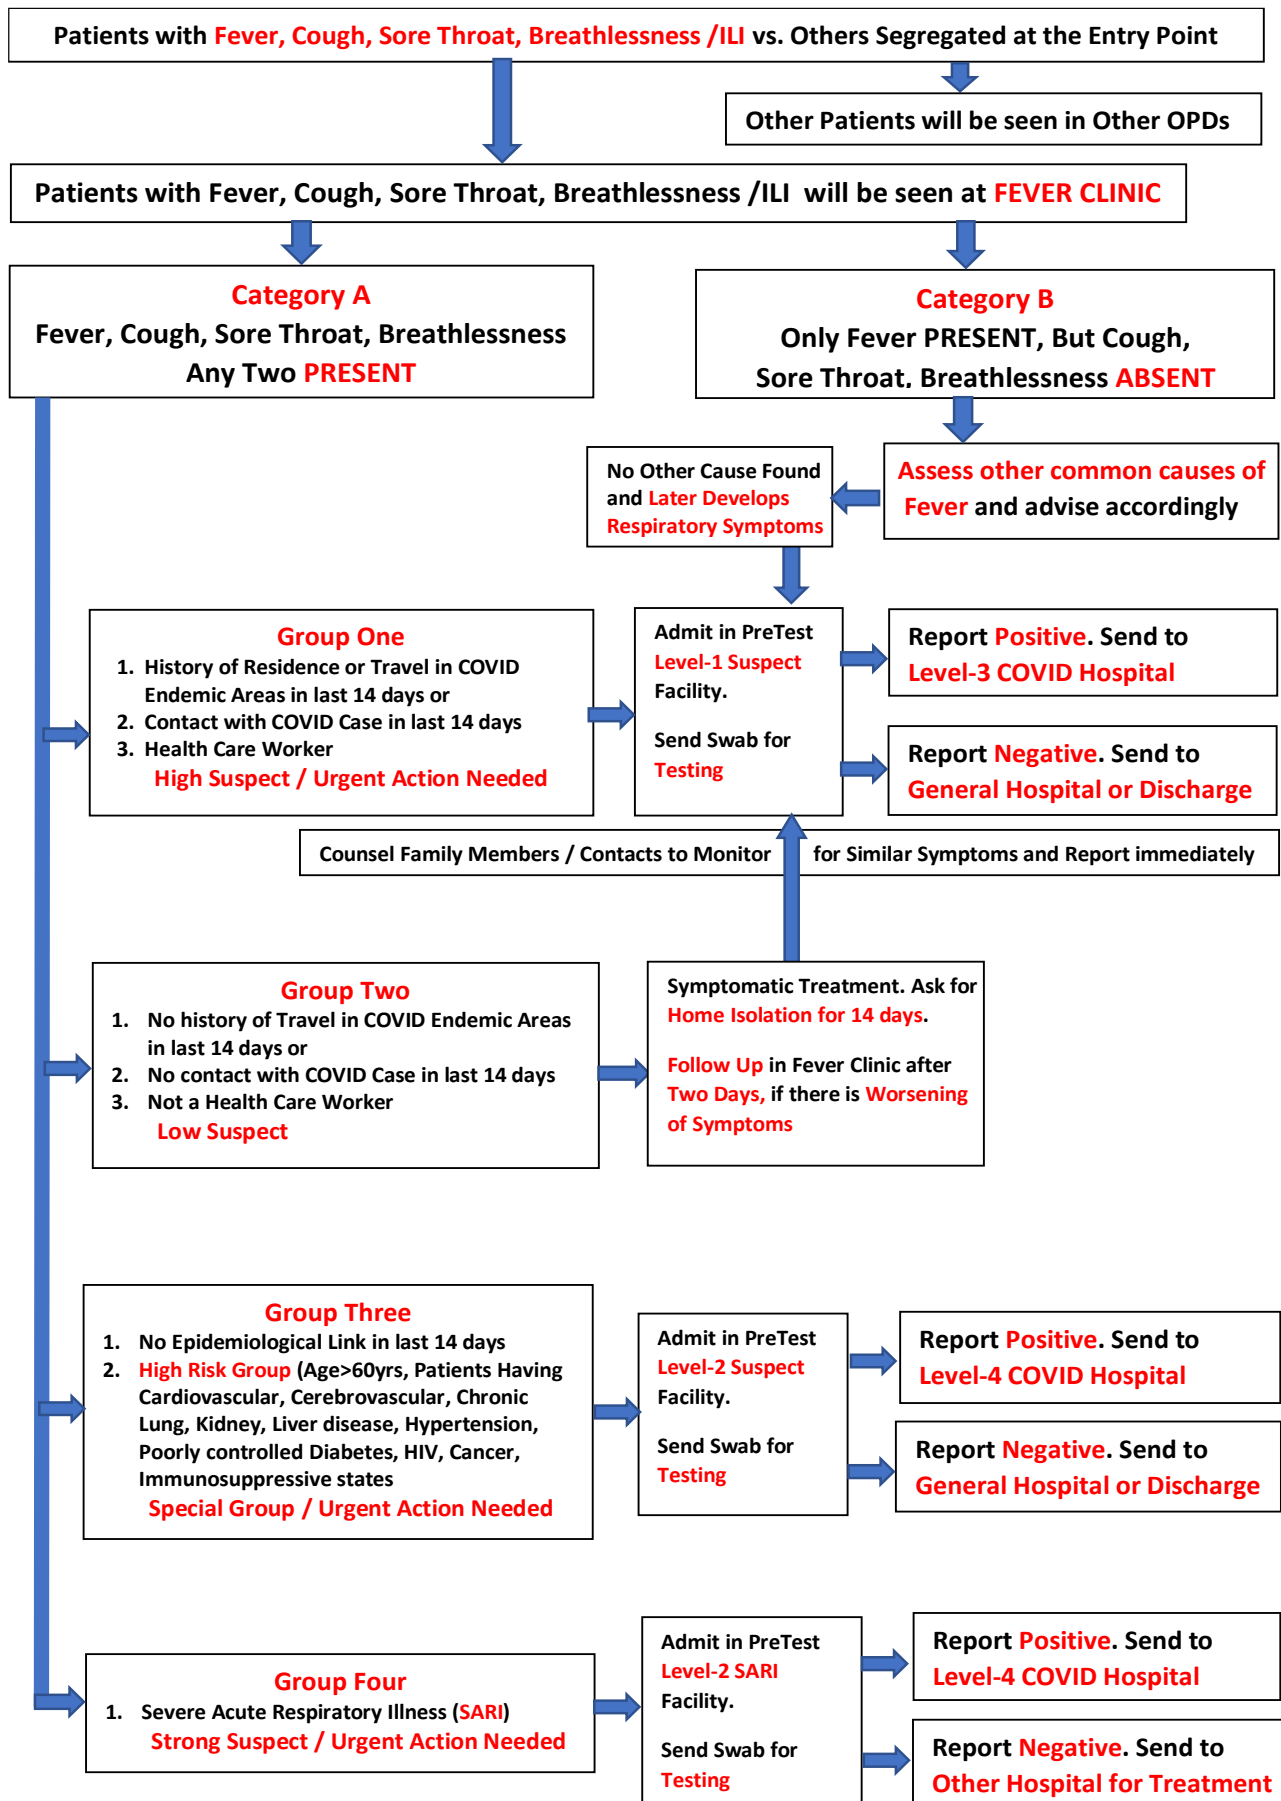 Patients with Fever, Cough, Sore Throat, Breathlessness /ILI vs. Others Segregated at the Entry Point
Other Patients will be seen in Other OPDs
Patients with Fever, Cough, Sore Throat, Breathlessness /ILI will be seen at FEVER CLINIC
Category A
Fever, Cough, Sore Throat, Breathlessness
Any Two PRESENT
Category B
Only Fever PRESENT, But Cough,
Sore Throat, Breathlessness ABSENT
Assess other common causes of
Fever and advise accordingly
No Other Cause Found
and Later Develops
Respiratory Symptoms
Group One
1. History of Residence or Travel in COVID
Endemic Areas in last 14 days or
2. Contact with COVID Case in last 14 days
3. Health Care Worker
High Suspect / Urgent Action Needed
Admit in PreTest
Level-1 Suspect
Facility.
Send Swab for
Testing
Report Positive. Send to
Level-3 COVID Hospital
Report Negative. Send to
General Hospital or Discharge
Counsel Family Members / Contacts to Monitor for Similar Symptoms and Report immediately
Group Two
1. No history of Travel in COVID Endemic Areas
in last 14 days or
2. No contact with COVID Case in last 14 days
3. Not a Health Care Worker
Low Suspect
Symptomatic Treatment. Ask for
Home Isolation for 14 days.
Follow Up in Fever Clinic after
Two Days, if there is Worsening
of Symptoms
Group Three
1. No Epidemiological Link in last 14 days
2. High Risk Group (Age>60yrs, Patients Having
Cardiovascular, Cerebrovascular, Chronic
Lung, Kidney, Liver disease, Hypertension,
Poorly controlled Diabetes, HIV, Cancer,
Immunosuppressive states
Special Group / Urgent Action Needed
Admit in PreTest
Level-2 Suspect
Facility.
Send Swab for
Testing
Report Positive. Send to
Level-4 COVID Hospital
Report Negative. Send to
General Hospital or Discharge
Group Four
1. Severe Acute Respiratory Illness (SARI)
Strong Suspect / Urgent Action Needed
Admit in PreTest
Level-2 SARI
Facility.
Send Swab for
Testing
Report Positive. Send to
Level-4 COVID Hospital
Report Negative. Send to
Other Hospital for Treatment